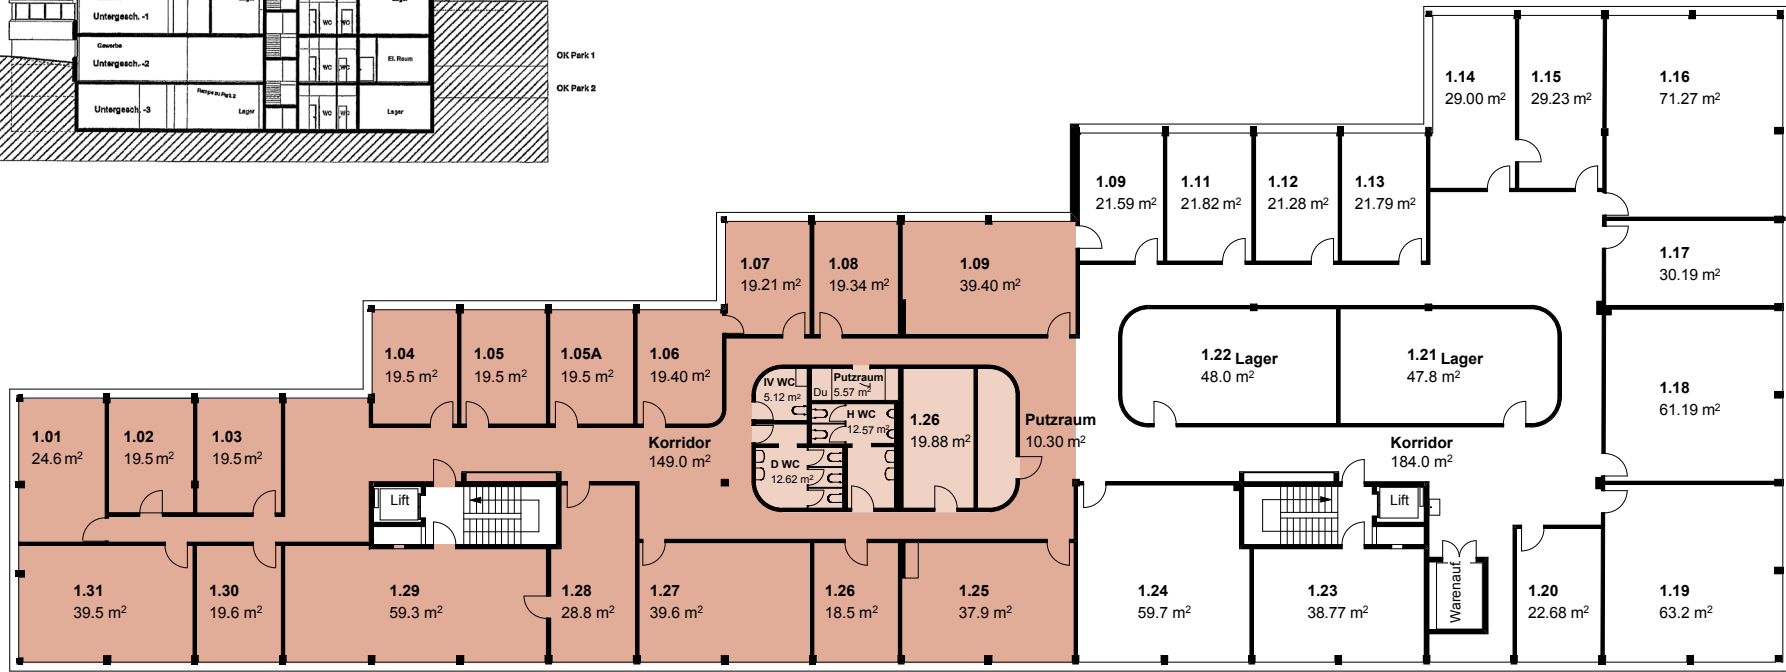 Lager
Lager
Untergesch. -1
WC
WC
Gewerbe
Untergesch. -2
WC
WC
El. Raum
OK Park 1
OK Park 2
Rampe zu Park 2
Untergesch. -3
Lager
WC
WC
Lager
1.14
29.00 m²
1.15
29.23 m²
1.16
71.27 m²
1.09
21.59 m²
1.11
21.82 m²
1.12
21.28 m²
1.13
21.79 m²
1.07
19.21 m²
1.08
19.34 m²
1.09
39.40 m²
1.17
30.19 m²
1.04
19.5 m²
1.05
19.5 m²
1.05A
19.5 m²
1.06
19.40 m²
IV WC
5.12 m²
Putzraum
Du 5.57 m²
H WC
12.57 m²
D WC
12.62 m²
1.26
19.88 m²
Putzraum
10.30 m²
1.22 Lager
48.0 m²
1.21 Lager
47.8 m²
1.18
61.19 m²
1.01
24.6 m²
1.02
19.5 m²
1.03
19.5 m²
Korridor
149.0 m²
Korridor
184.0 m²
Lift
Lift
1.31
39.5 m²
1.30
19.6 m²
1.29
59.3 m²
1.28
28.8 m²
1.27
39.6 m²
1.26
18.5 m²
1.25
37.9 m²
1.24
59.7 m²
1.23
38.77 m²
Warenauf.
1.20
22.68 m²
1.19
63.2 m²